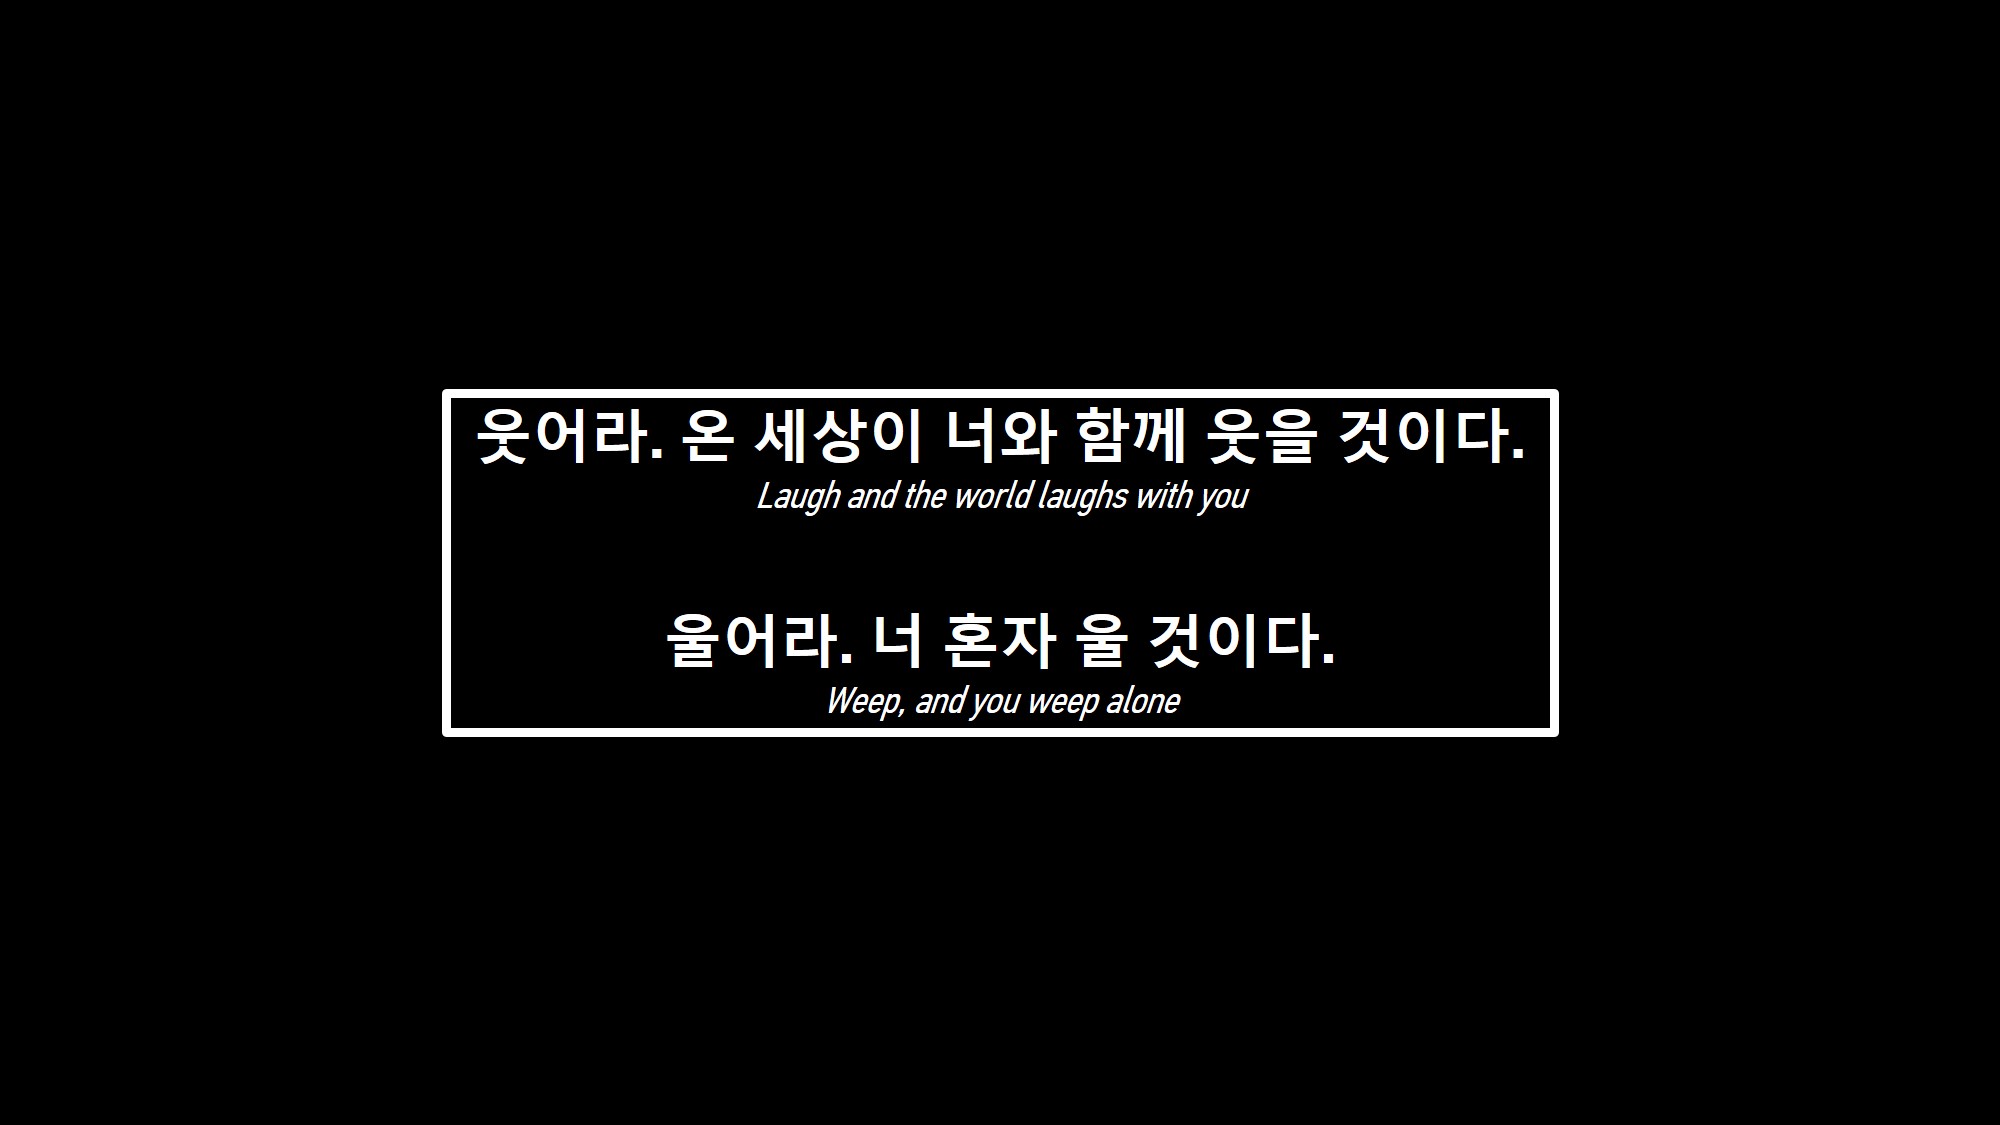 웃어라. 온 세상이 너와 함께 웃을 것이다.
Laugh and the world laughs with you
울어라. 너 혼자 울 것이다.
Weep, and you weep alone